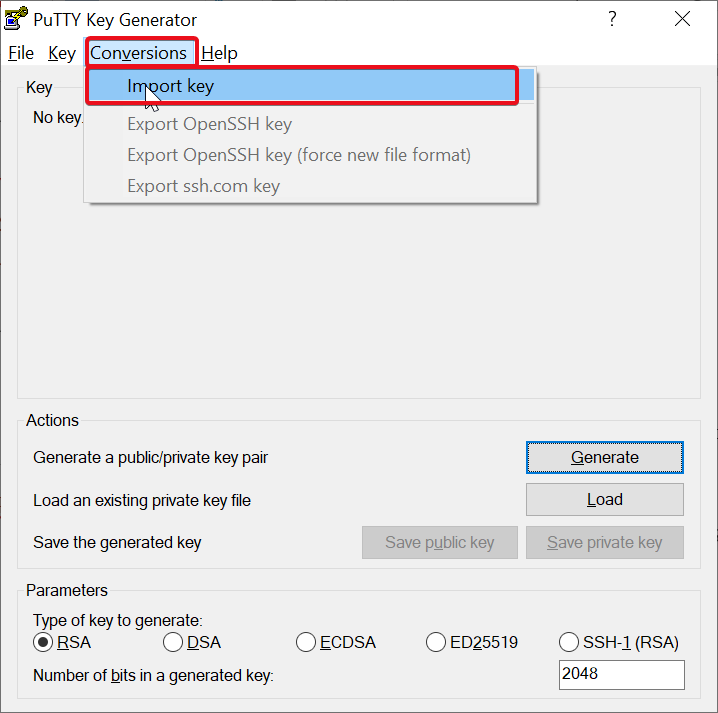 PuTTY Key Generator ?
File Key Conversions Help
Import key
Export OpenSSH key
Export OpenSSH key (force new file format)
Export ssh.com key
Key
No key.
Actions
Generate a public/private key pair Generate
Load an existing private key file Load
Save the generated key Save public key Save private key
Parameters
Type of key to generate:
RSA DSA ECDSA ED25519 SSH-1 (RSA)
Number of bits in a generated key: 2048